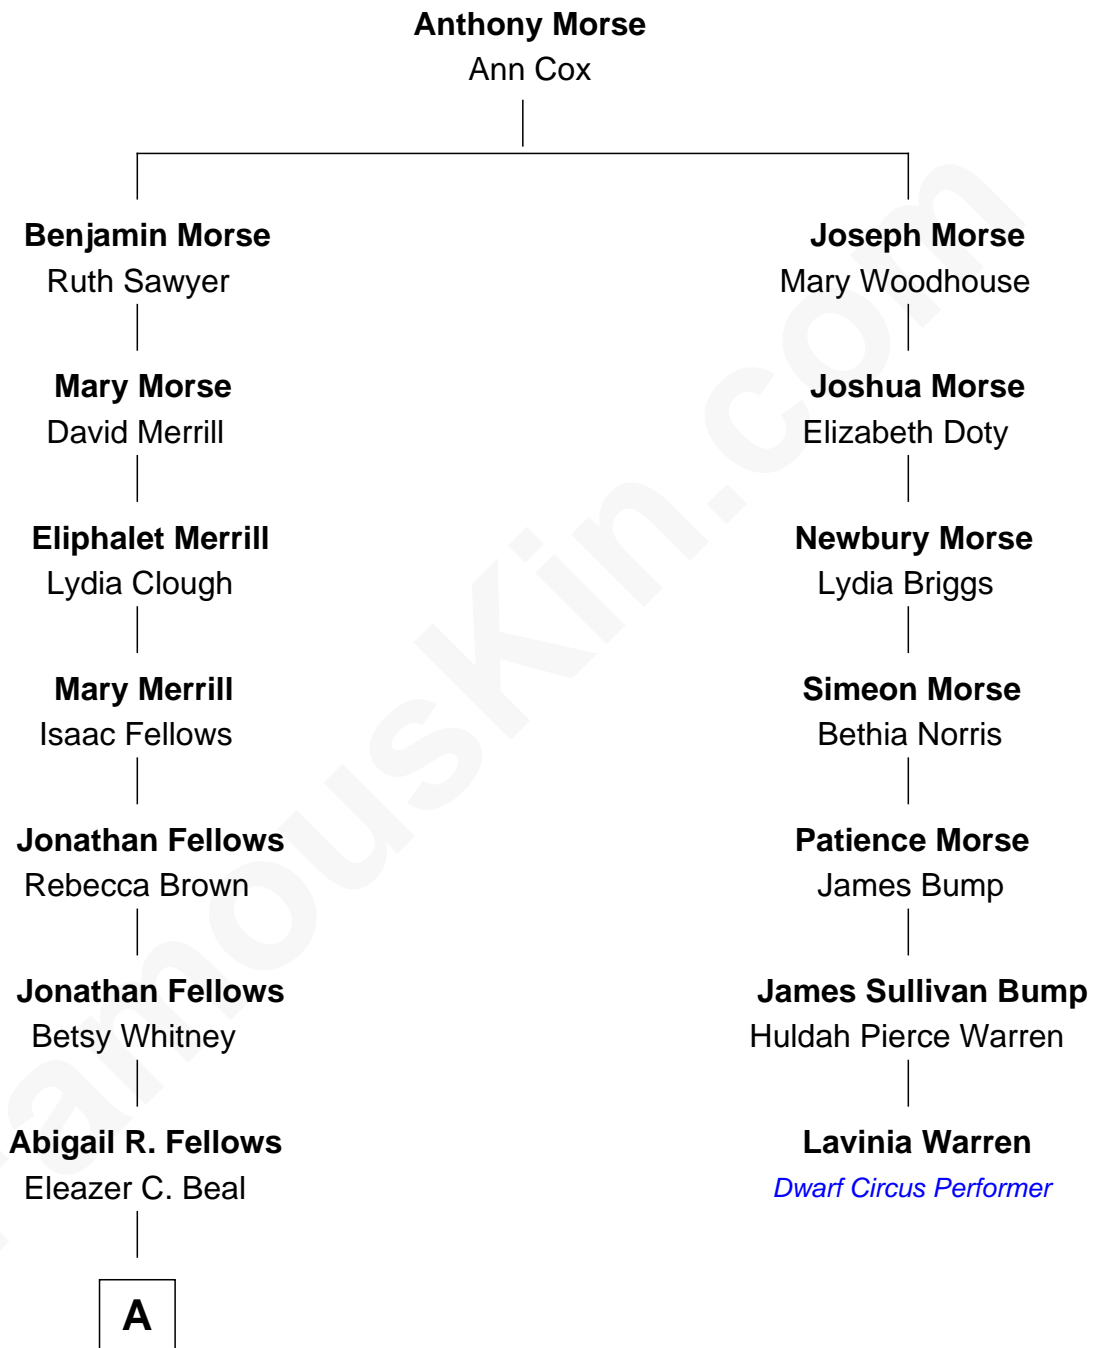 Anthony Morse
Ann Cox
Benjamin Morse
Ruth Sawyer
Joseph Morse
Mary Woodhouse
Mary Morse
David Merrill
Joshua Morse
Elizabeth Doty
Eliphalet Merrill
Lydia Clough
Newbury Morse
Lydia Briggs
Mary Merrill
Isaac Fellows
Simeon Morse
Bethia Norris
Jonathan Fellows
Rebecca Brown
Patience Morse
James Bump
Jonathan Fellows
Betsy Whitney
James Sullivan Bump
Huldah Pierce Warren
Abigail R. Fellows
Eleazer C. Beal
Lavinia Warren
Dwarf Circus Performer
A
FamousKin.com